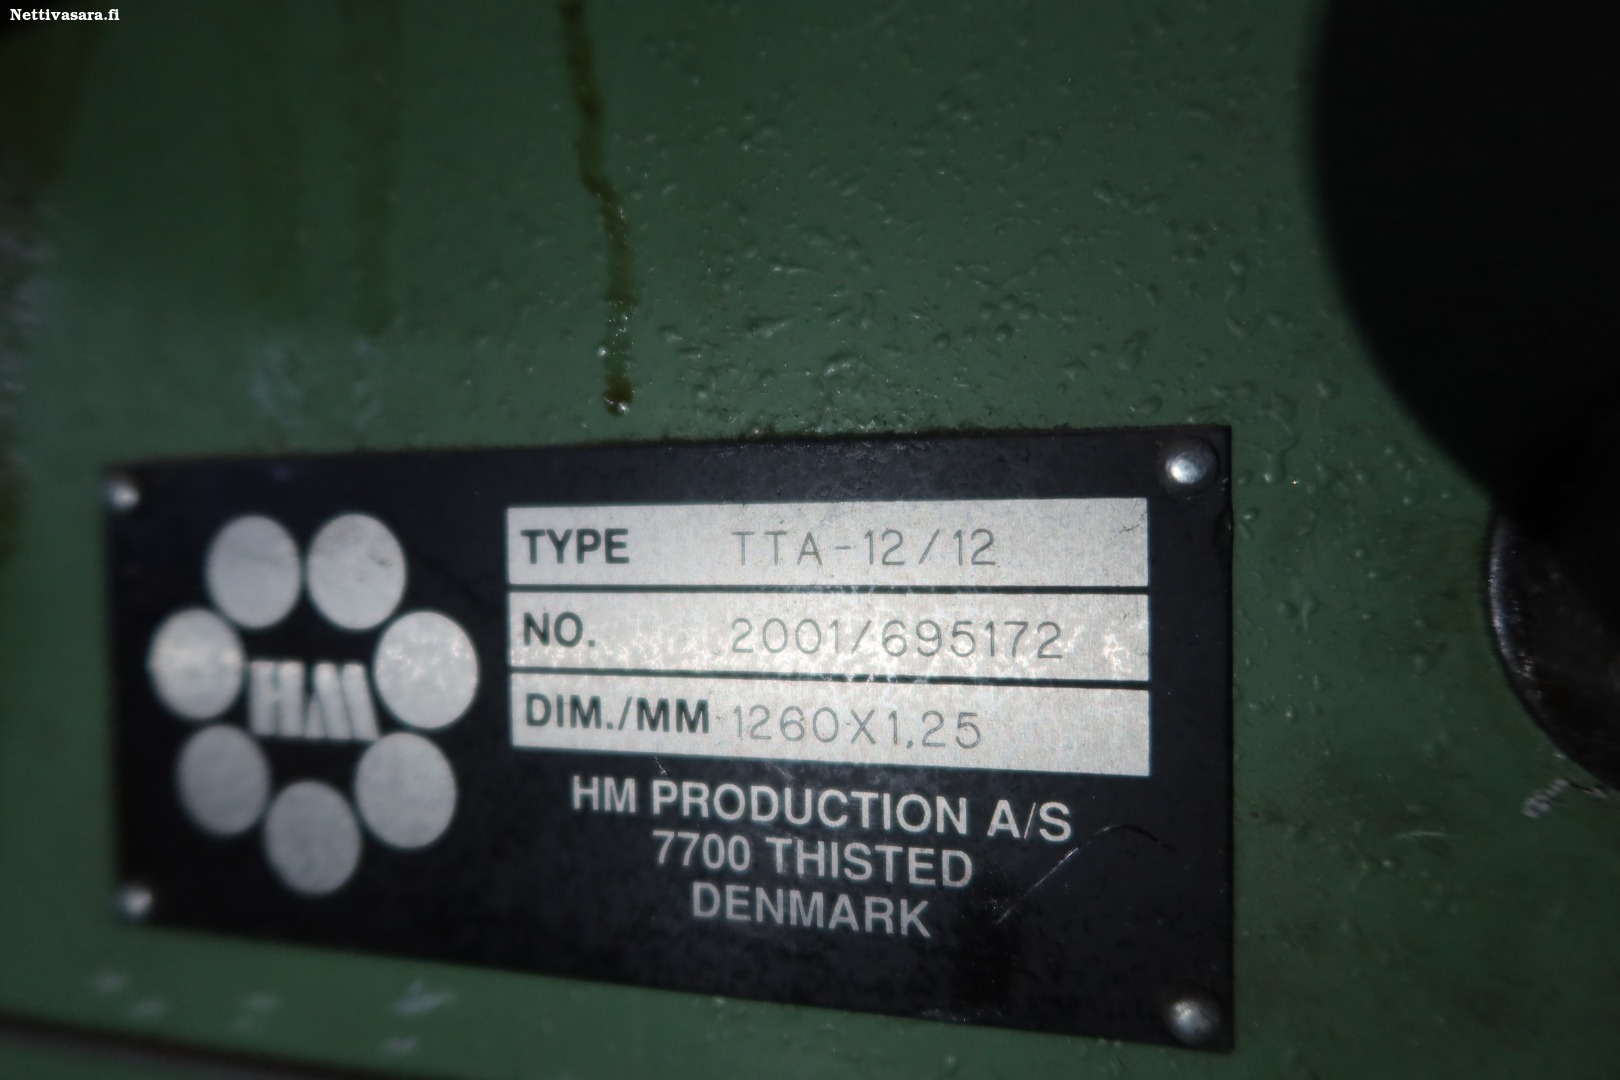 Nettivasara.fi
TYPE TTA-12/12
NO. 2001/695172
DIM./MM 1260X1,25
HM
HM PRODUCTION A/S
7700 THISTED
DENMARK